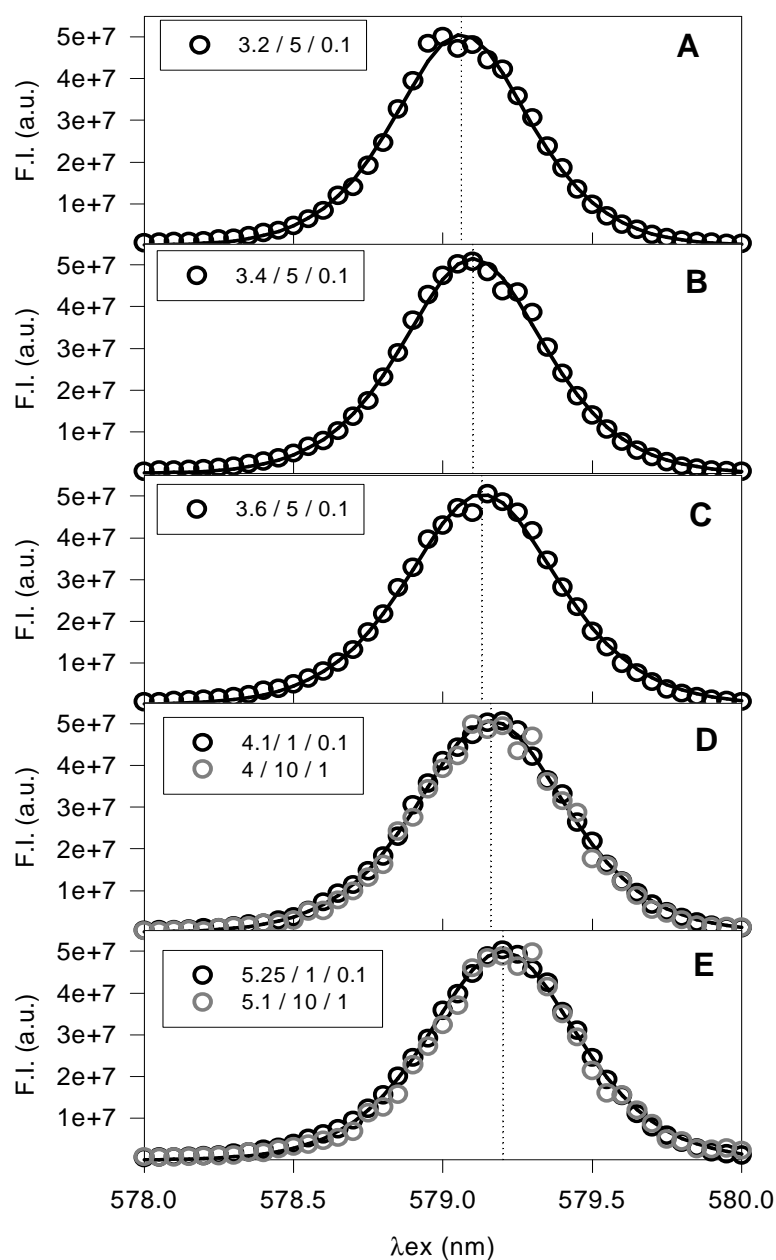 3.2 / 5 / 0.1
A
F.I. (a.u.)
5e+7
4e+7
3e+7
2e+7
1e+7
3.4 / 5 / 0.1
B
F.I. (a.u.)
5e+7
4e+7
3e+7
2e+7
1e+7
3.6 / 5 / 0.1
C
F.I. (a.u.)
5e+7
4e+7
3e+7
2e+7
1e+7
4.1/ 1 / 0.1
4 / 10 / 1
D
F.I. (a.u.)
5e+7
4e+7
3e+7
2e+7
1e+7
5.25 / 1 / 0.1
5.1 / 10 / 1
E
F.I. (a.u.)
5e+7
4e+7
3e+7
2e+7
1e+7
578.0 578.5 579.0 579.5 580.0
λex (nm)